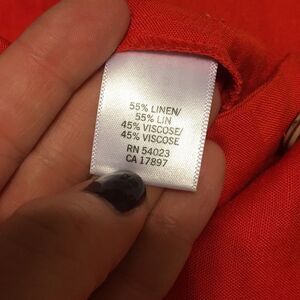 55% LINEN/
55% LIN
45% VISCOSE/
45% VISCOSE
RN 54023
CA 17897